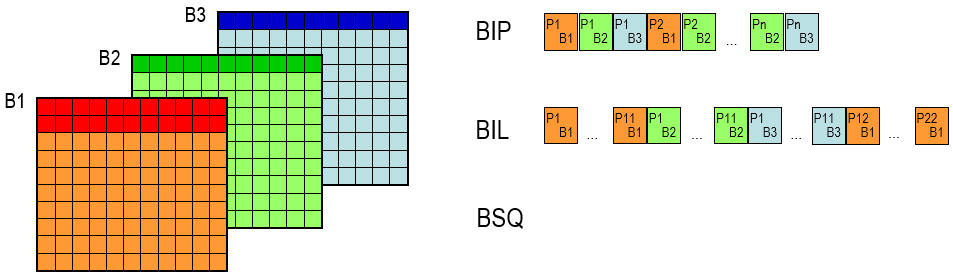 B3
B2
B1
BIP
P1 B1 P1 B2 P1 B3 P2 B1 P2 B2 ... Pn B2 Pn B3
BIL
P1 B1 ... P11 B1 P1 B2 ... P11 B2 P1 B3 ... P11 B3 P12 B1 ... P22 B1
BSQ